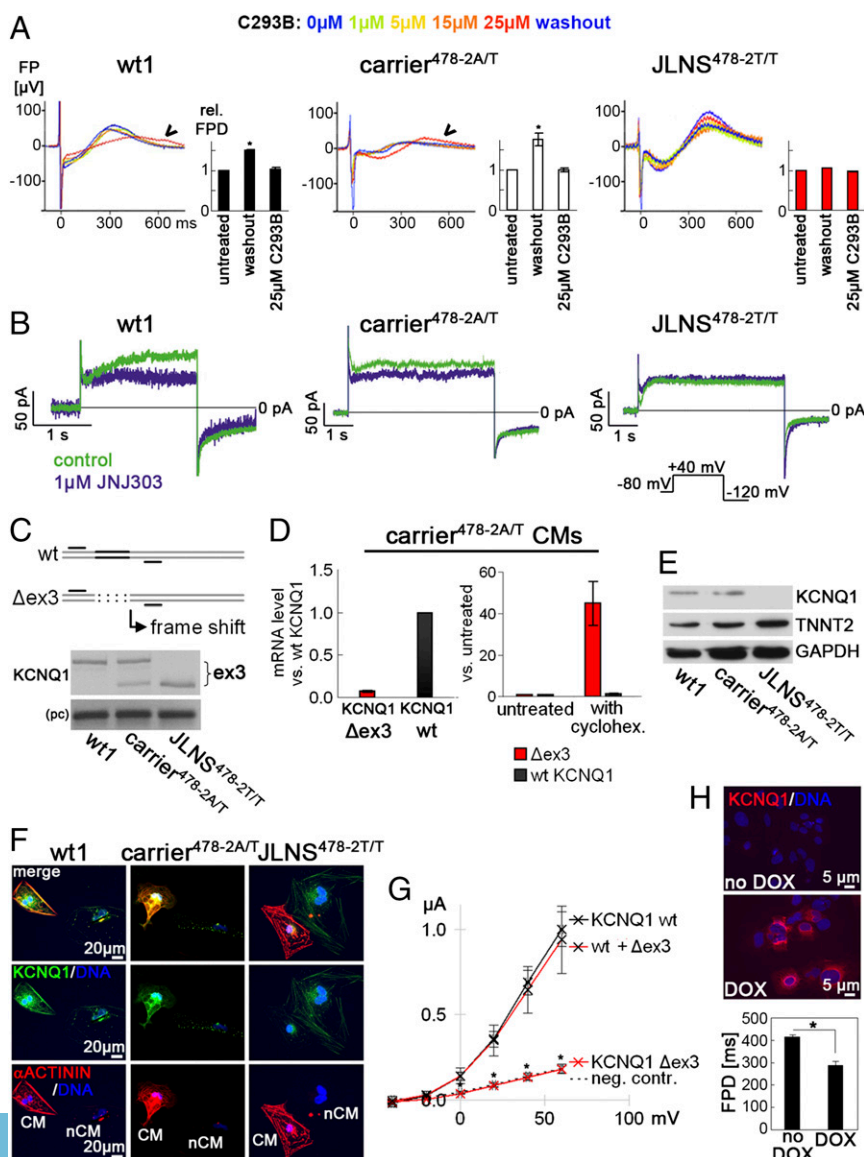 C293B: 0µM 1µM 5µM 15µM 25µM washout
A
wt1
carrier478-2A/T
JLNS478-2T/T
FP
[µV]
100
-100
0 300 600 ms
rel.
FPD
1
0
untreated
washout
25µM C293B
*
100
-100
0 300 600
1
0
untreated
washout
25µM C293B
*
100
-100
0 300 600
1
0
untreated
washout
25µM C293B
B
wt1
carrier478-2A/T
JLNS478-2T/T
50 pA
1 s
0 pA
50 pA
1 s
0 pA
50 pA
1 s
0 pA
control
1µM JNJ303
+40 mV
-80 mV
-120 mV
C
wt
Δex3
frame shift
KCNQ1
ex3
(pc)
wt1
carrier478-2A/T
JLNS478-2T/T
D
carrier478-2A/T CMs
mRNA level
vs. wt KCNQ1
1.5
1.0
0.5
0.0
KCNQ1 KCNQ1
Δex3 wt
vs. untreated
60
40
20
0
untreated with
cyclohex.
Δex3
wt KCNQ1
E
KCNQ1
TNNT2
GAPDH
wt1
carrier478-2A/T
JLNS478-2T/T
F
wt1 carrier478-2A/T JLNS478-2T/T
merge
20µm
KCNQ1/DNA
20µm
αACTININ
/DNA
CM
nCM
20µm
CM
nCM
CM
nCM
G
µA
1.0
0.5
0.0
KCNQ1 wt
wt + Δex3
KCNQ1 Δex3
neg. contr.
* * * *
0 50 100
mV
H
KCNQ1/DNA
no DOX
5 µm
DOX
5 µm
FPD [ms]
500
400
300
200
100
0
*
no
DOX
DOX